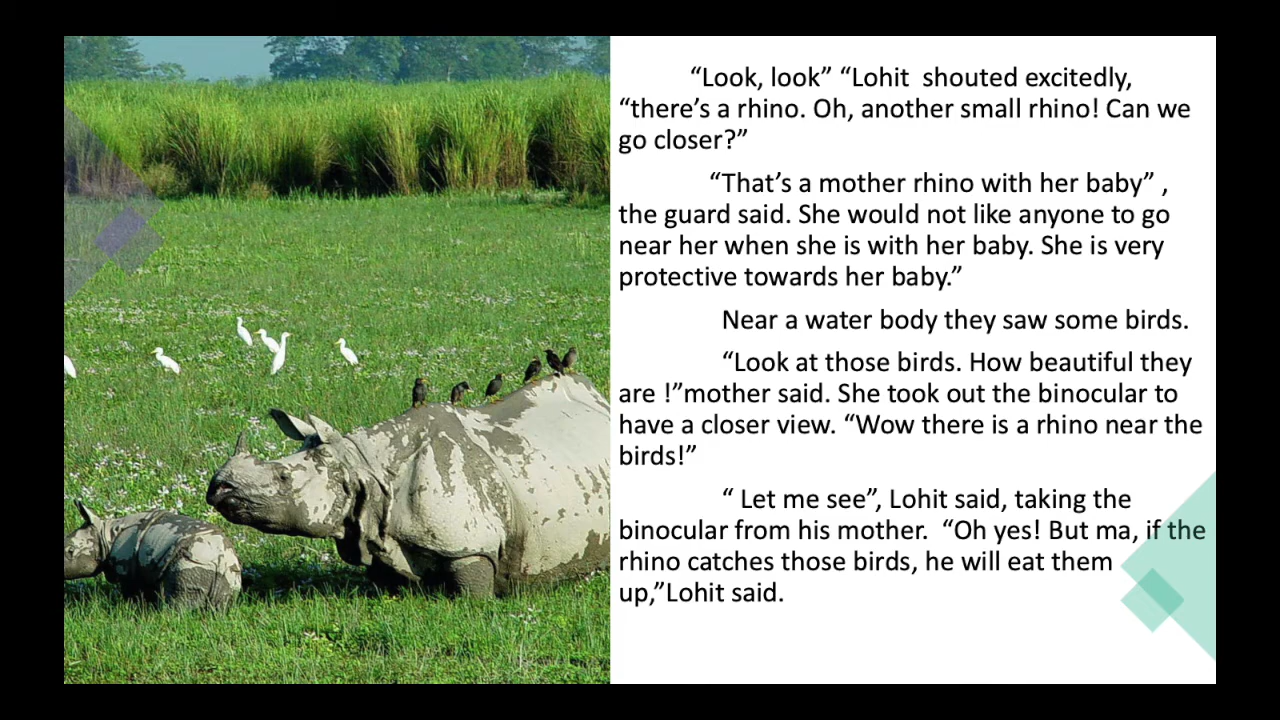 “Look, look” “Lohit  shouted excitedly,
“there’s a rhino. Oh, another small rhino! Can we
go closer?”
“That’s a mother rhino with her baby” ,
the guard said. She would not like anyone to go
near her when she is with her baby. She is very
protective towards her baby.”
Near a water body they saw some birds.
“Look at those birds. How beautiful they
are !”mother said. She took out the binocular to
have a closer view. “Wow there is a rhino near the
birds!”
“ Let me see”, Lohit said, taking the
binocular from his mother.  “Oh yes! But ma, if the
rhino catches those birds, he will eat them
up,”Lohit said.